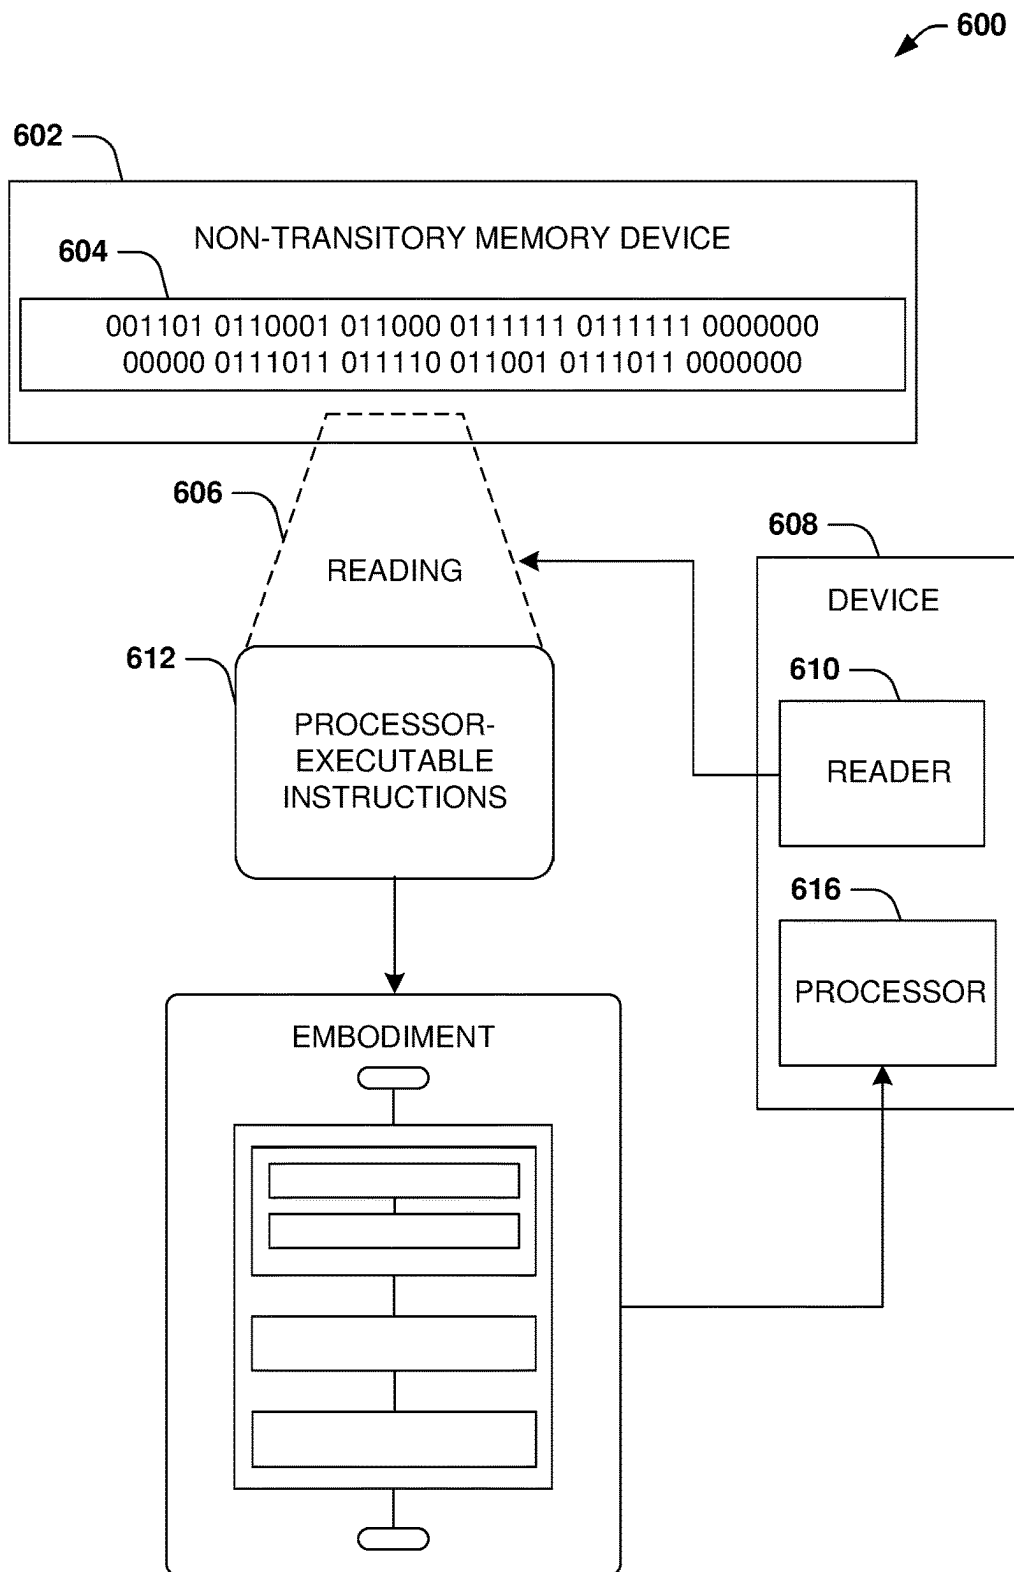 600
602
NON-TRANSITORY MEMORY DEVICE
604
001101 0110001 011000 0111111 0111111 0000000
00000 0111011 011110 011001 0111011 0000000
606
READING
608
DEVICE
612
PROCESSOR-
EXECUTABLE
INSTRUCTIONS
610
READER
616
PROCESSOR
EMBODIMENT